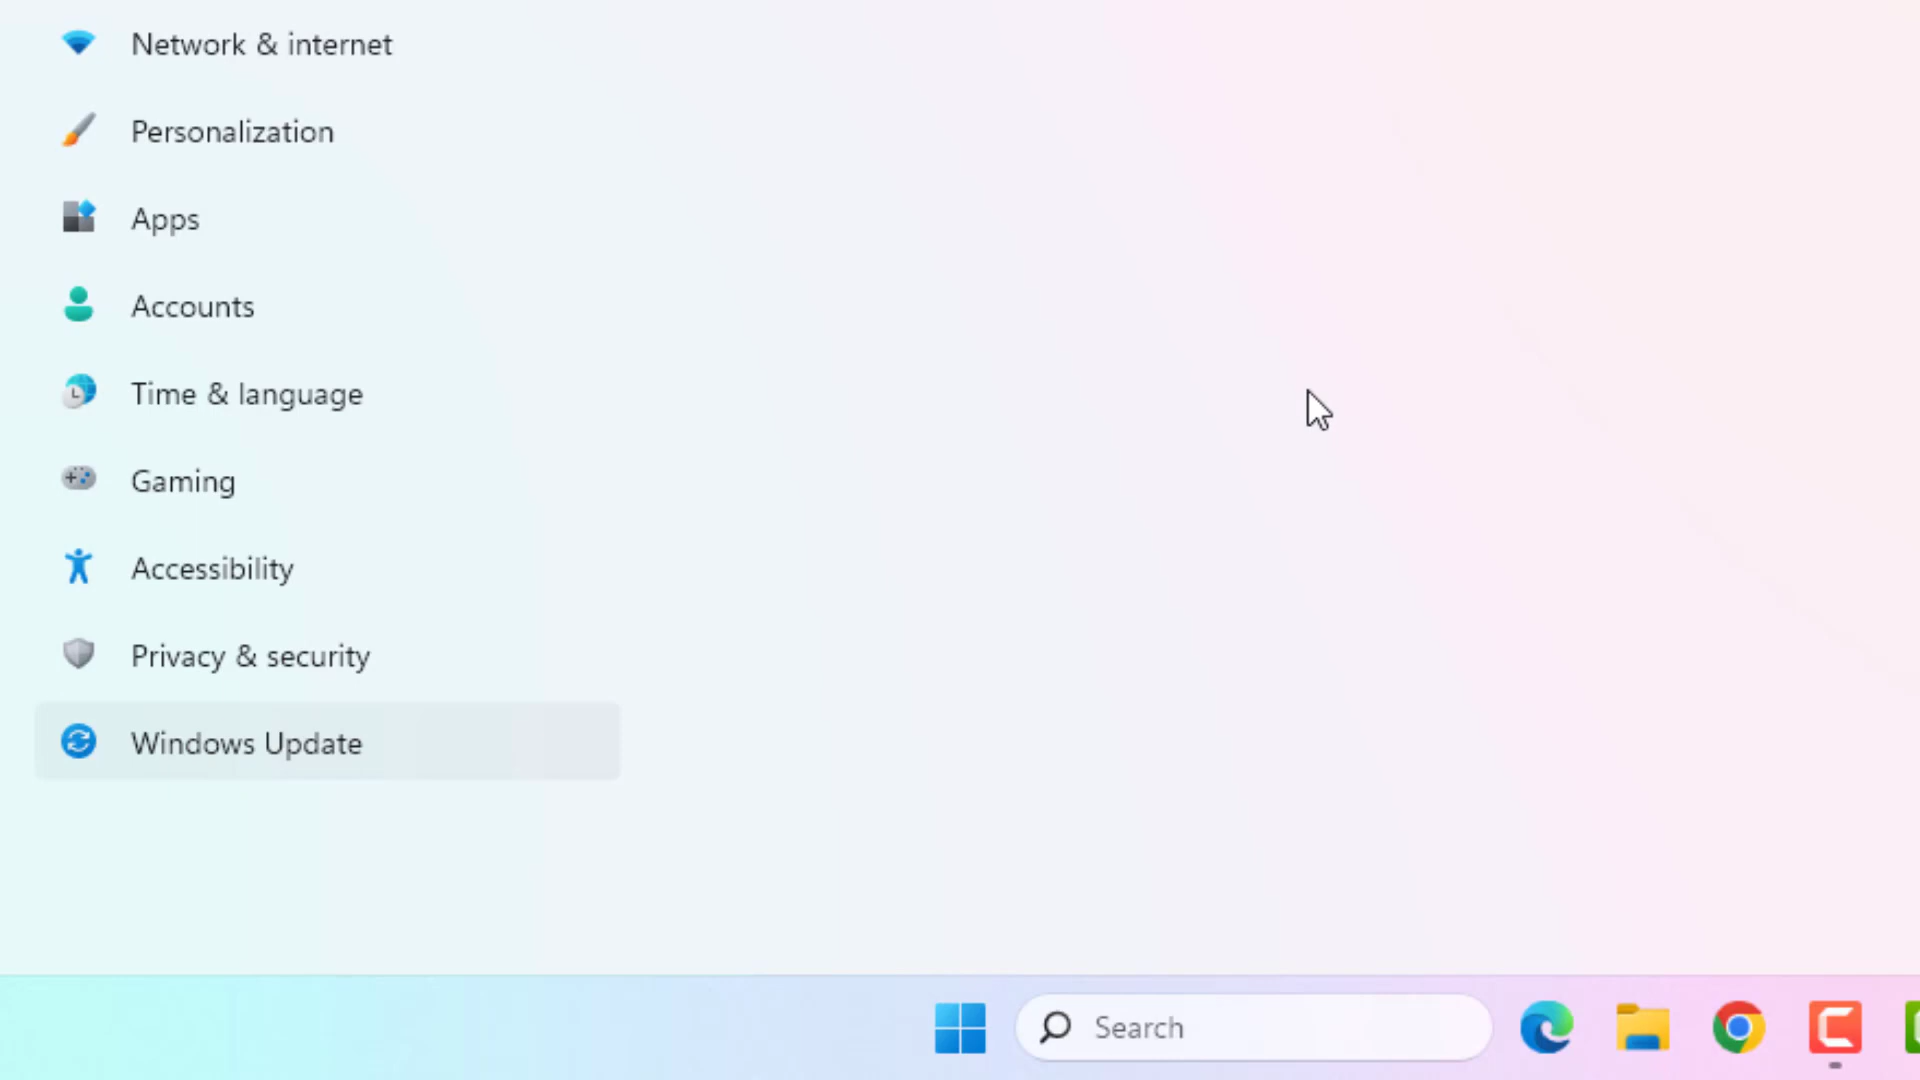 Network & internet
Personalization
Apps
Accounts
Time & language
Gaming
Accessibility
Privacy & security
Windows Update
Search